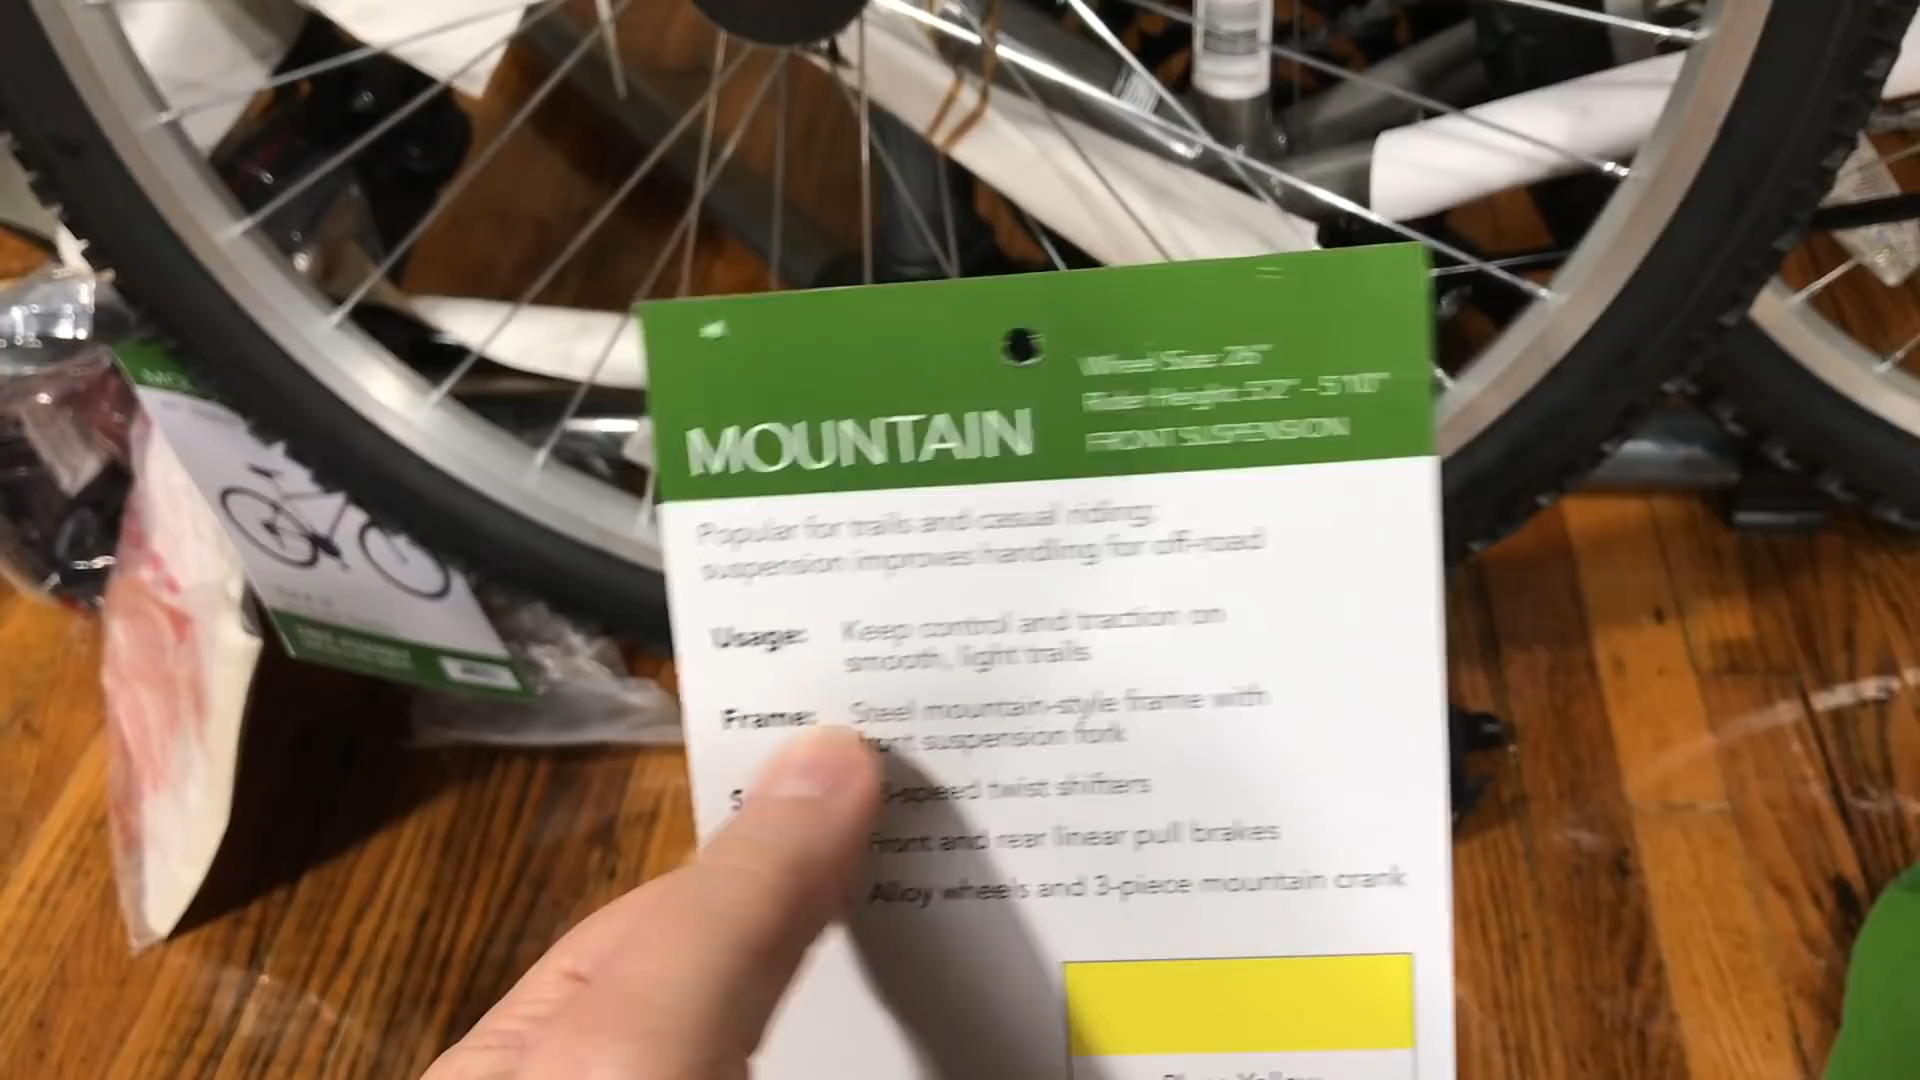 MOUNTAIN
Wheel Size: 26"
Rider Height: 5'2" - 5'10"
FRONT SUSPENSION
Popular for trails and casual riding;
suspension improves handling for off-road
Usage: Keep control and traction on
smooth, light trails
Frame: Steel mountain-style frame with
front suspension fork
-speed twist shifters
Front and rear linear pull brakes
Alloy wheels and 3-piece mountain crank
Yellow